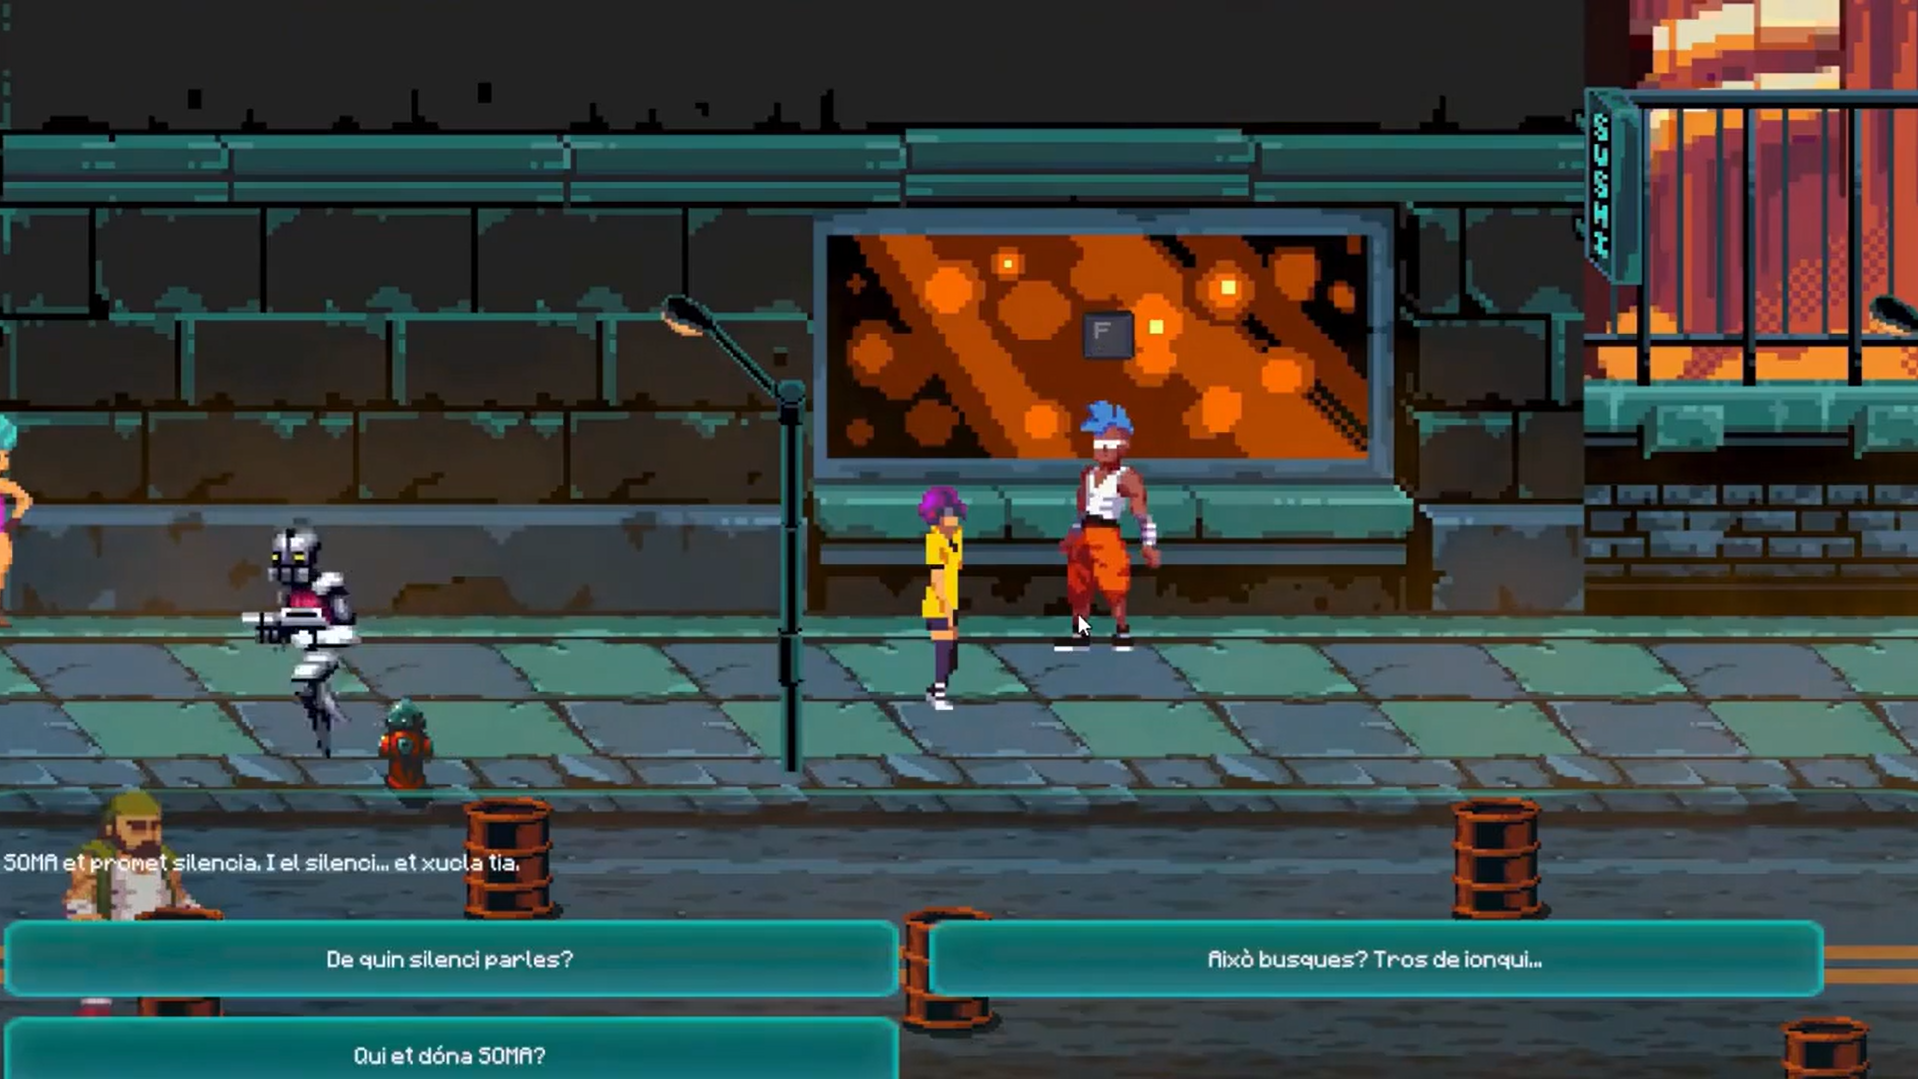 SUSHI
F
SOMA et promet silencia. I el silenci... et xucla tia.
De quin silenci parles?
Això busques? Tros de ionqui...
Qui et dóna SOMA?